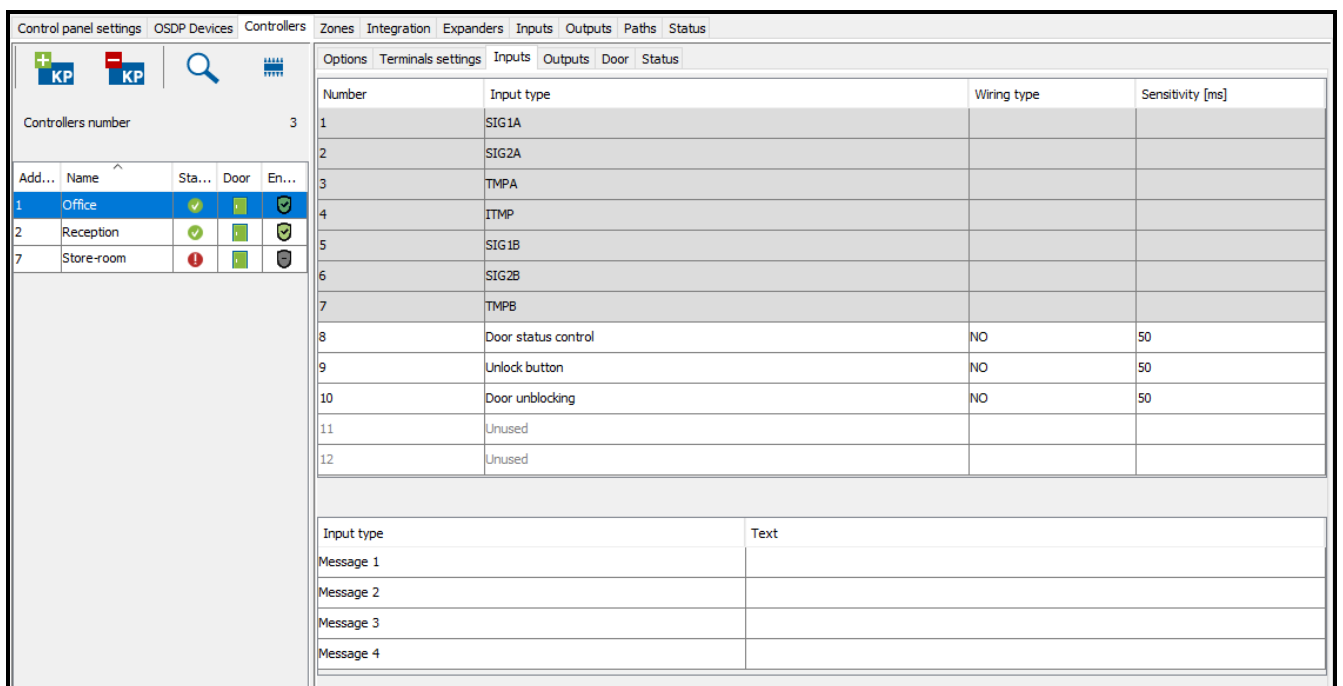 Control panel settings OSDP Devices Controllers Zones Integration Expanders Inputs Outputs Paths Status
KP KP
Controllers number 3
Add... Name Sta... Door En...
1 Office
2 Reception
7 Store-room
Options Terminals settings Inputs Outputs Door Status
Number Input type Wiring type Sensitivity [ms]
1 SIG1A
2 SIG2A
3 TMPA
4 ITMP
5 SIG1B
6 SIG2B
7 TMPB
8 Door status control NO 50
9 Unlock button NO 50
10 Door unblocking NO 50
11 Unused
12 Unused
Input type Text
Message 1
Message 2
Message 3
Message 4